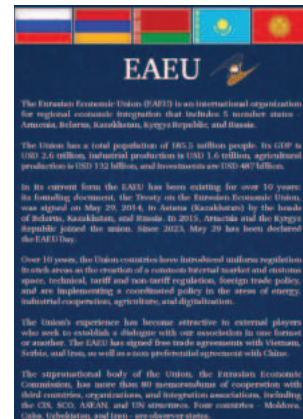 EAEU
The Eurasian Economic Union (EAEU) is an international organization
for regional economic integration that includes 5 member states -
Armenia, Belarus, Kazakhstan, Kyrgyz Republic, and Russia.
The Union has a total population of 185.5 million people. Its GDP is
USD 2.6 trillion, industrial production is USD 1.6 trillion, agricultural
production is USD 132 billion, and investments are USD 487 billion.
In its current form the EAEU has been existing for over 10 years:
its founding document, the Treaty on the Eurasian Economic Union,
was signed on May 29, 2014, in Astana (Kazakhstan) by the heads
of Belarus, Kazakhstan, and Russia. In 2015, Armenia and the Kyrgyz
Republic joined the union. Since 2023, May 29 has been declared
the EAEU Day.
Over 10 years, the Union countries have introduced uniform regulation
in such areas as the creation of a common internal market and customs
space, technical, tariff and non-tariff regulation, foreign trade policy,
and are implementing a coordinated policy in the areas of energy,
industrial cooperation, agriculture, and digitalization.
The Union's experience has become attractive to external players
who seek to establish a dialogue with our association in one format
or another. The EAEU has signed free trade agreements with Vietnam,
Serbia, and Iran, as well as a non-preferential agreement with China.
The supranational body of the Union, the Eurasian Economic
Commission, has more than 80 memorandums of cooperation with
third countries, organizations, and integration associations, including
the CIS, SCO, ASEAN, and UN structures. Four countries - Moldova,
Cuba, Uzbekistan, and Iran - are observer states.